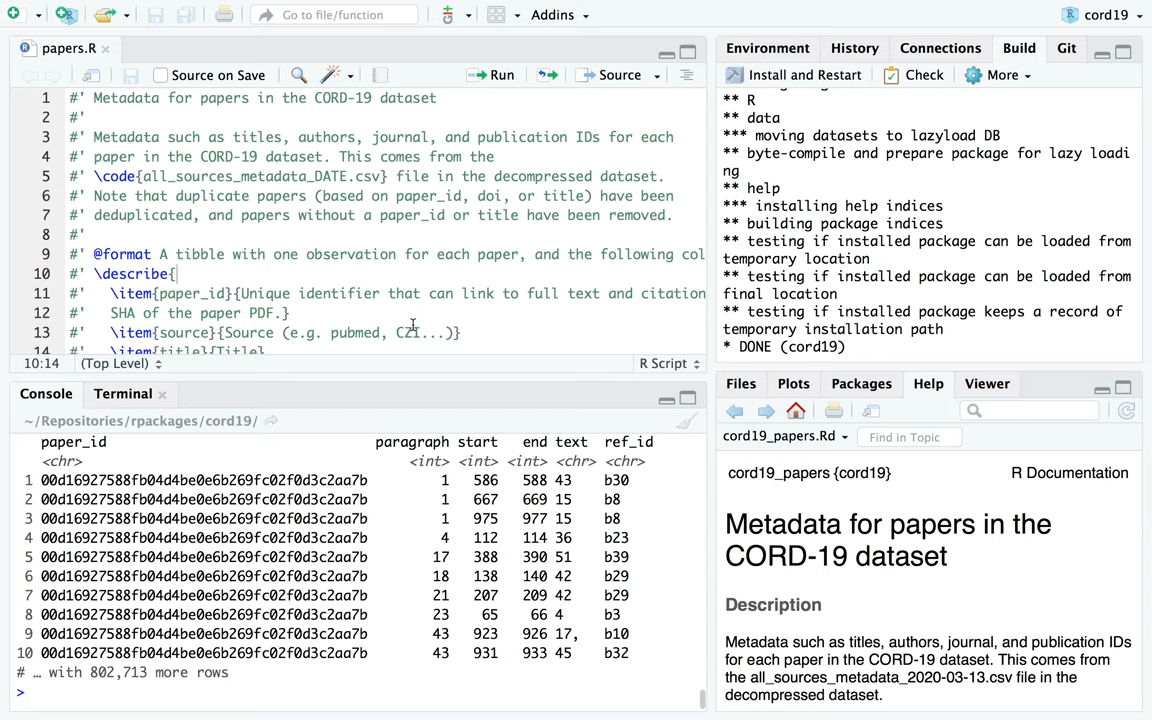 Go to file/function
Addins
cord19
papers.R
Source on Save
Run
Source
1 #' Metadata for papers in the CORD-19 dataset
2 #'
3 #' Metadata such as titles, authors, journal, and publication IDs for each
4 #' paper in the CORD-19 dataset. This comes from the
5 #' \code{all_sources_metadata_DATE.csv} file in the decompressed dataset.
6 #' Note that duplicate papers (based on paper_id, doi, or title) have been
7 #' deduplicated, and papers without a paper_id or title have been removed.
8 #'
9 #' @format A tibble with one observation for each paper, and the following col
10 #' \describe{
11 #'   \item{paper_id}{Unique identifier that can link to full text and citation
12 #'   SHA of the paper PDF.}
13 #'   \item{source}{Source (e.g. pubmed, CZI...)}
14 #'   \item{title}{Title}
10:14 (Top Level) R Script
Console Terminal
~/Repositories/rpackages/cord19/
paper_id paragraph start end text ref_id
<chr> <int> <int> <int> <chr> <chr>
1 00d16927588fb04d4be0e6b269fc02f0d3c2aa7b 1 586 588 43 b30
2 00d16927588fb04d4be0e6b269fc02f0d3c2aa7b 1 667 669 15 b8
3 00d16927588fb04d4be0e6b269fc02f0d3c2aa7b 1 975 977 15 b8
4 00d16927588fb04d4be0e6b269fc02f0d3c2aa7b 4 112 114 36 b23
5 00d16927588fb04d4be0e6b269fc02f0d3c2aa7b 17 388 390 51 b39
6 00d16927588fb04d4be0e6b269fc02f0d3c2aa7b 18 138 140 42 b29
7 00d16927588fb04d4be0e6b269fc02f0d3c2aa7b 21 207 209 42 b29
8 00d16927588fb04d4be0e6b269fc02f0d3c2aa7b 23 65 66 4 b3
9 00d16927588fb04d4be0e6b269fc02f0d3c2aa7b 43 923 926 17, b10
10 00d16927588fb04d4be0e6b269fc02f0d3c2aa7b 43 931 933 45 b32
# … with 802,713 more rows
>
Environment History Connections Build Git
Install and Restart Check More
** R
** data
*** moving datasets to lazyload DB
** byte-compile and prepare package for lazy loadi
ng
** help
*** installing help indices
** building package indices
** testing if installed package can be loaded from
temporary location
** testing if installed package can be loaded from
final location
** testing if installed package keeps a record of
temporary installation path
* DONE (cord19)
Files Plots Packages Help Viewer
cord19_papers.Rd Find in Topic
cord19_papers {cord19} R Documentation
Metadata for papers in the
CORD-19 dataset
Description
Metadata such as titles, authors, journal, and publication IDs
for each paper in the CORD-19 dataset. This comes from
the all_sources_metadata_2020-03-13.csv file in the
decompressed dataset.